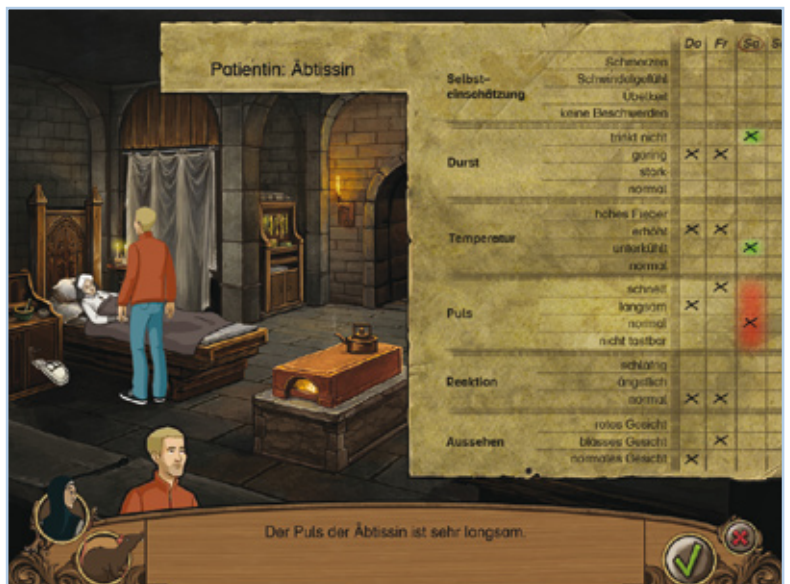 Patientin: Äbtissin
Do Fr Sa
Selbst-
einschätzung
Schmerzen
Schwindelgefühl
Übelkeit
keine Beschwerden
Durst
trinkt nicht
gering
stark
normal
Temperatur
hohes Fieber
erhöht
unterkühlt
normal
Puls
schnell
langsam
normal
nicht tastbar
Reaktion
schläfrig
ängstlich
normal
Aussehen
rotes Gesicht
blasses Gesicht
normales Gesicht
Der Puls der Äbtissin ist sehr langsam.